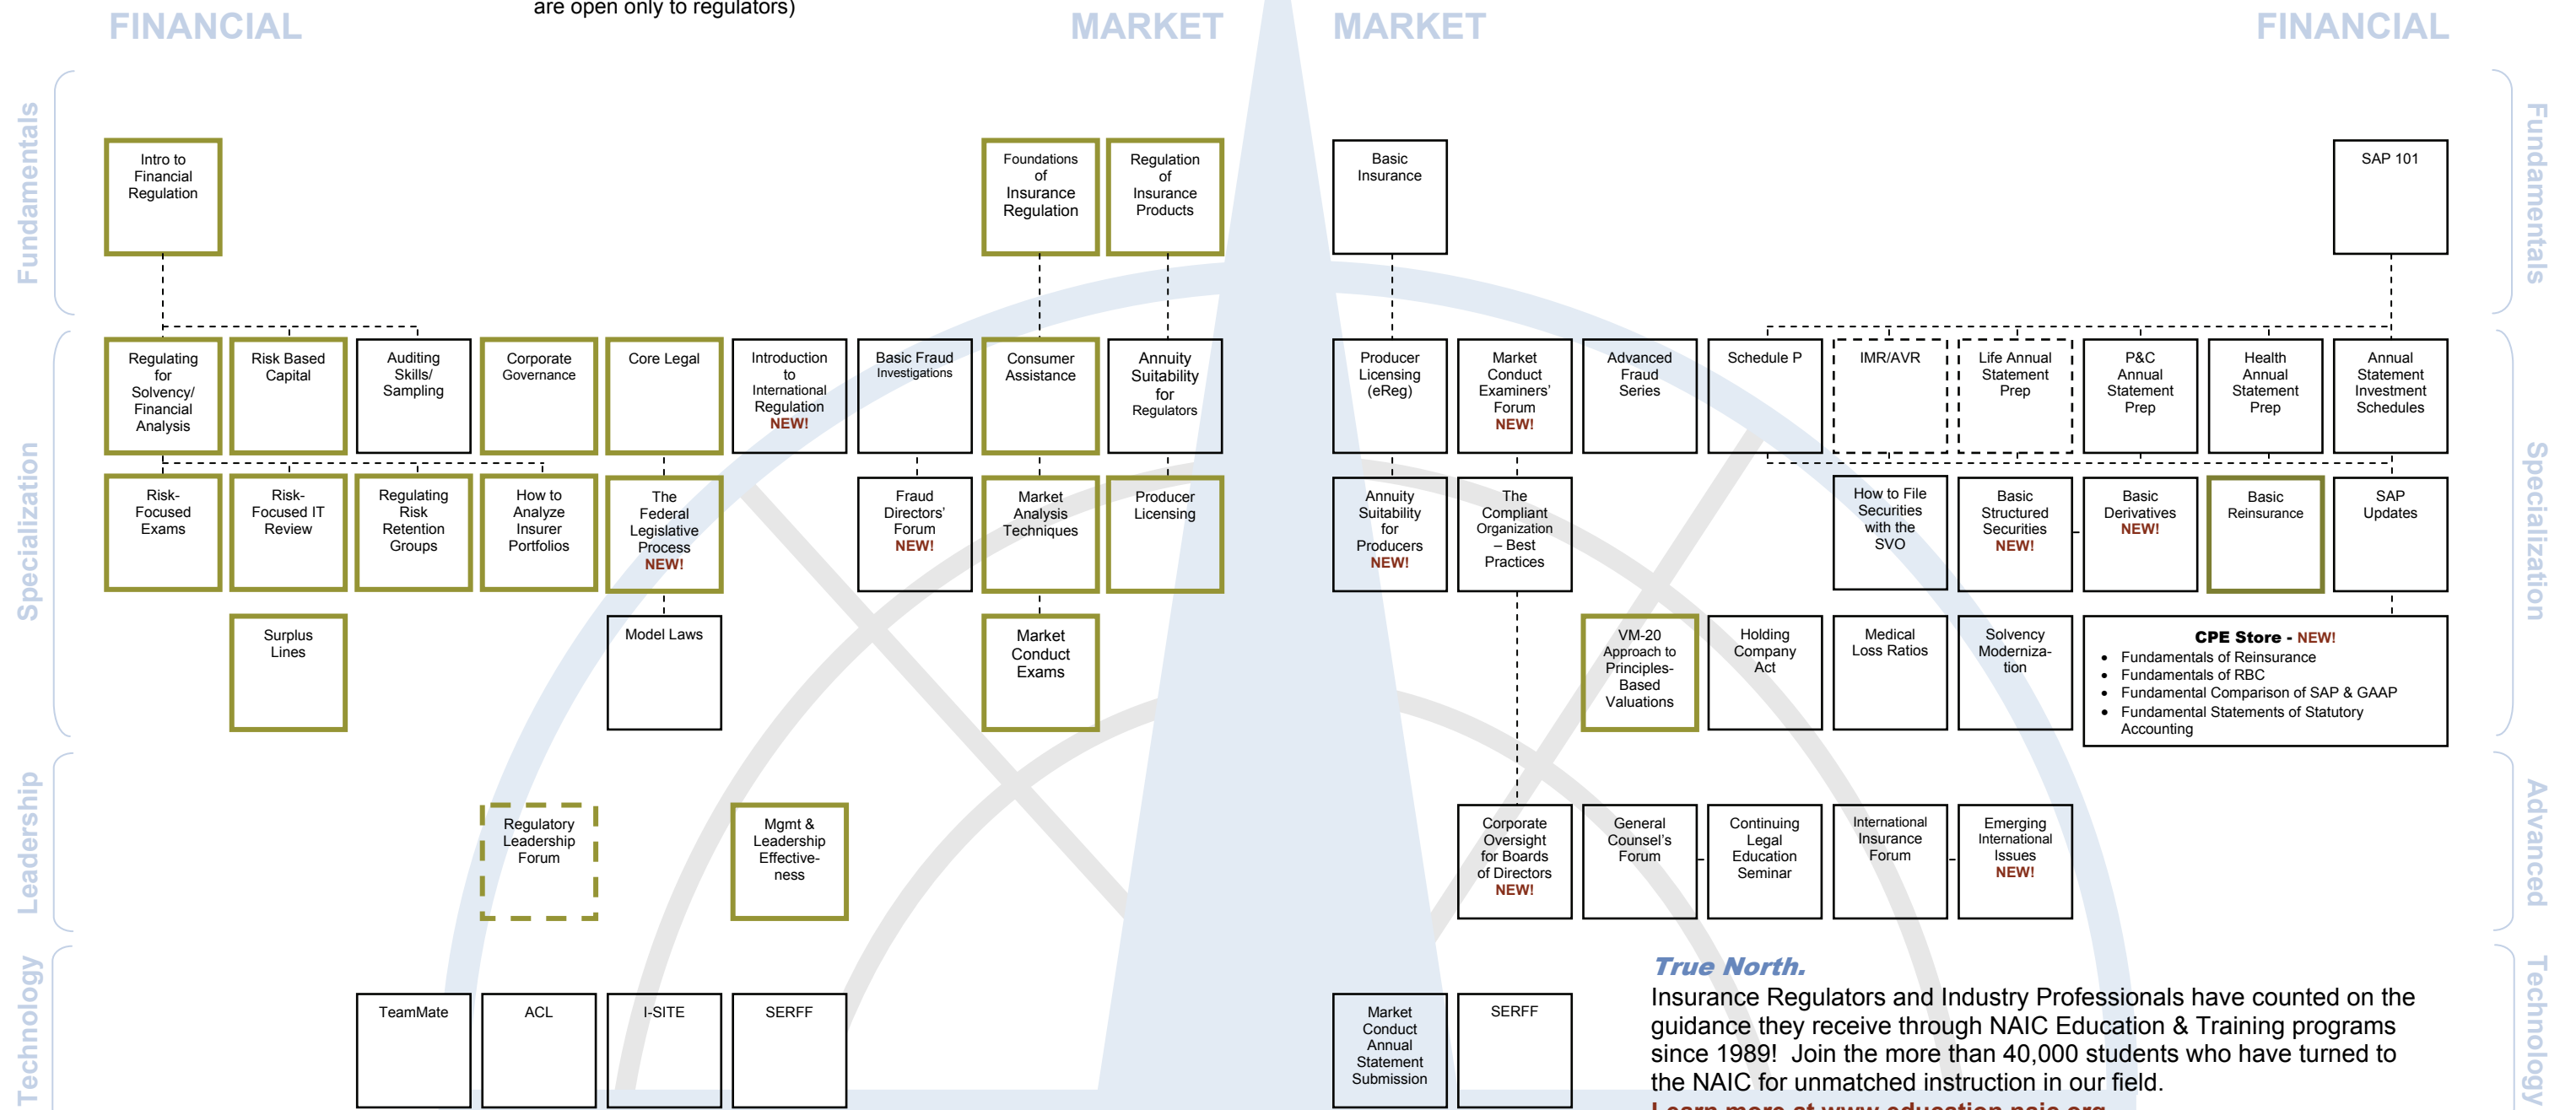 are open only to regulators)
FINANCIAL
MARKET
MARKET
FINANCIAL
Fundamentals
Intro to
Financial
Regulation
Foundations
of
Insurance
Regulation
Regulation
of
Insurance
Products
Basic
Insurance
SAP 101
Fundamentals
Specialization
Regulating
for
Solvency/
Financial
Analysis
Risk Based
Capital
Auditing
Skills/
Sampling
Corporate
Governance
Core Legal
Introduction
to
International
Regulation
NEW!
Basic Fraud
Investigations
Consumer
Assistance
Annuity
Suitability
for
Regulators
Producer
Licensing
(eReg)
Market
Conduct
Examiners'
Forum
NEW!
Advanced
Fraud
Series
Schedule P
IMR/AVR
Life Annual
Statement
Prep
P&C
Annual
Statement
Prep
Health
Annual
Statement
Prep
Annual
Statement
Investment
Schedules
Specialization
Risk-
Focused
Exams
Risk-
Focused IT
Review
Regulating
Risk
Retention
Groups
How to
Analyze
Insurer
Portfolios
The
Federal
Legislative
Process
NEW!
Fraud
Directors'
Forum
NEW!
Market
Analysis
Techniques
Producer
Licensing
Annuity
Suitability
for
Producers
NEW!
The
Compliant
Organization
– Best
Practices
How to File
Securities
with the
SVO
Basic
Structured
Securities
NEW!
Basic
Derivatives
NEW!
Basic
Reinsurance
SAP
Updates
Surplus
Lines
Model Laws
Market
Conduct
Exams
VM-20
Approach to
Principles-
Based
Valuations
Holding
Company
Act
Medical
Loss Ratios
Solvency
Moderniza-
tion
CPE Store - NEW!
• Fundamentals of Reinsurance
• Fundamentals of RBC
• Fundamental Comparison of SAP & GAAP
• Fundamental Statements of Statutory
Accounting
Leadership
Regulatory
Leadership
Forum
Mgmt &
Leadership
Effective-
ness
Corporate
Oversight
for Boards
of Directors
NEW!
General
Counsel's
Forum
Continuing
Legal
Education
Seminar
International
Insurance
Forum
Emerging
International
Issues
NEW!
Advanced
Technology
TeamMate
ACL
I-SITE
SERFF
Market
Conduct
Annual
Statement
Submission
SERFF
True North.
Insurance Regulators and Industry Professionals have counted on the
guidance they receive through NAIC Education & Training programs
since 1989! Join the more than 40,000 students who have turned to
the NAIC for unmatched instruction in our field.
Learn more at www.education.naic.org
Technology